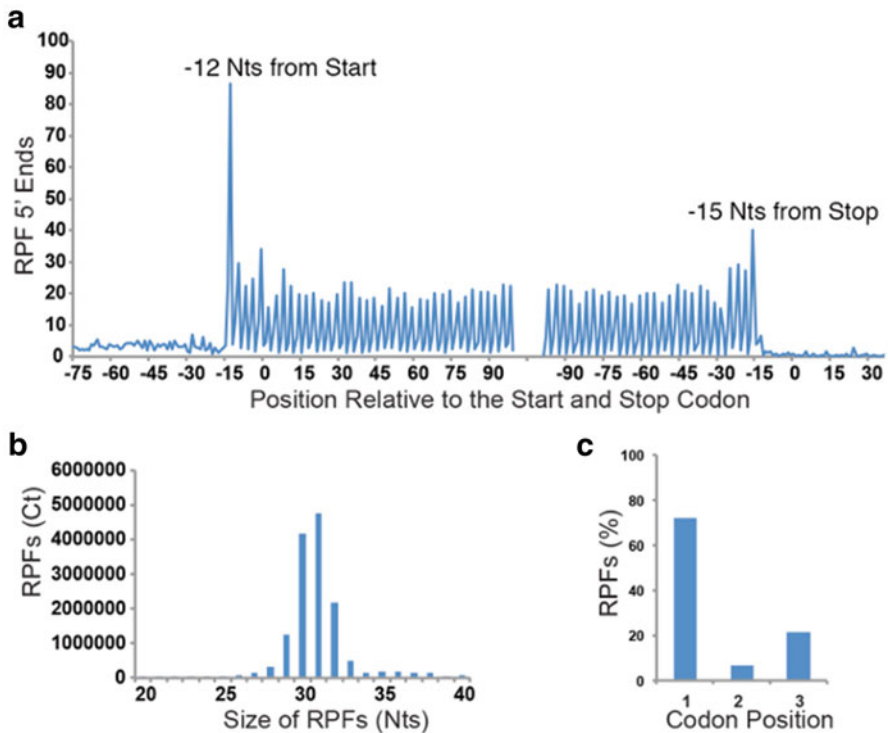 a
100
90
80
70
60
50
40
30
20
10
0
RPF 5' Ends
-12 Nts from Start
-15 Nts from Stop
-75 -60 -45 -30 -15 0 15 30 45 60 75 90 -90 -75 -60 -45 -30 -15 0 15 30
Position Relative to the Start and Stop Codon
b
6000000
5000000
4000000
3000000
2000000
1000000
0
RPFs (Ct)
20 25 30 35 40
Size of RPFs (Nts)
c
100
80
60
40
20
0
RPFs (%)
1 2 3
Codon Position